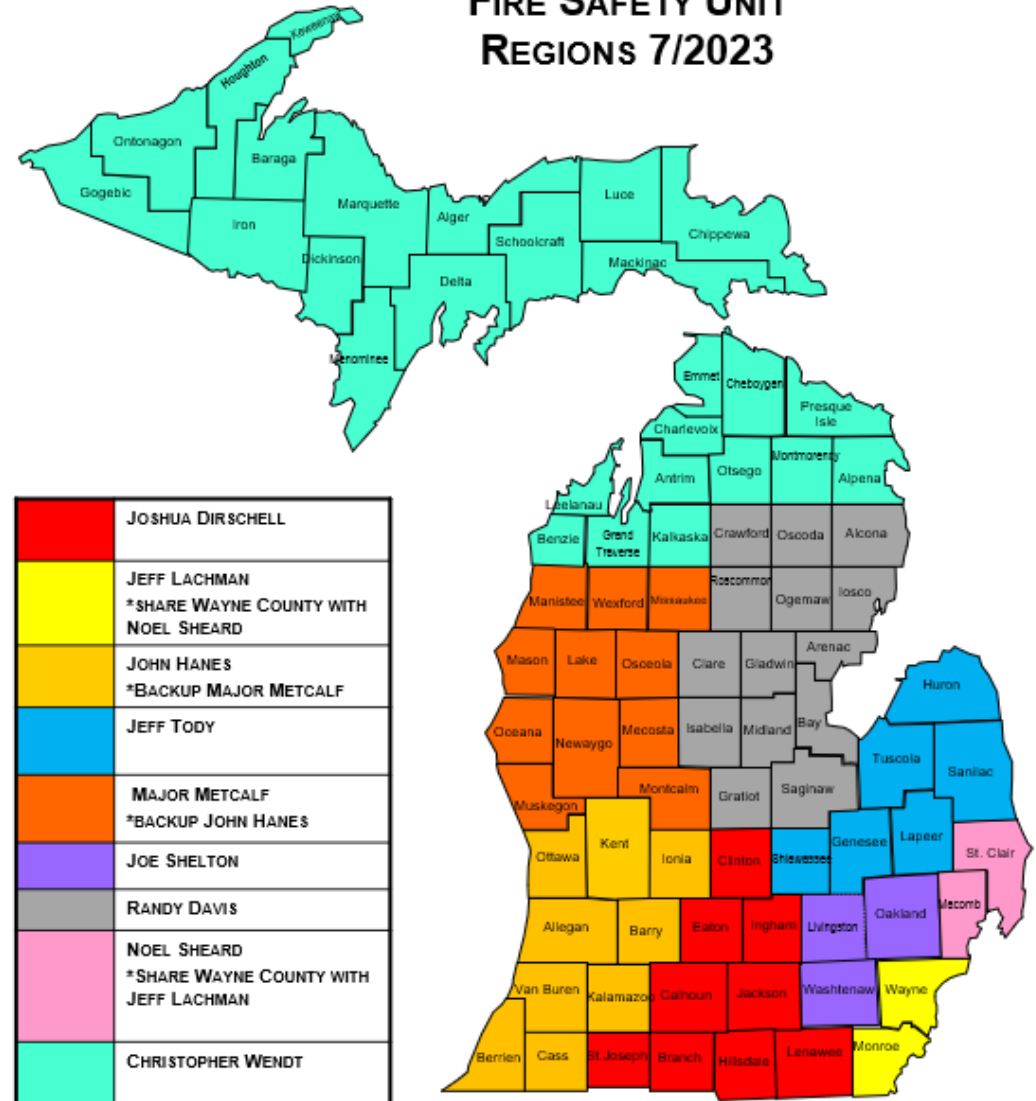 FIRE SAFETY UNIT
REGIONS 7/2023
Keweenaw
Houghton
Ontonagon
Baraga
Gogebic
Marquette
Luce
Alger
Iron
Schoolcraft
Chippewa
Dickinson
Mackinac
Delta
Menominee
Emmet
Cheboygan
Presque
Isle
Charlevoix
Otsego
Montmorency
Antrim
Alpena
Leelanau
Benzie
Grand
Traverse
Kalkaska
Crawford
Oscoda
Alcona
Manistee
Wexford
Missaukee
Roscommon
Ogemaw
Iosco
Mason
Lake
Osceola
Clare
Gladwin
Arenac
Huron
Oceana
Newaygo
Mecosta
Isabella
Midland
Bay
Tuscola
Sanilac
Muskegon
Montcalm
Gratiot
Saginaw
Ottawa
Kent
Ionia
Clinton
Shiawassee
Genesee
Lapeer
St. Clair
Allegan
Barry
Eaton
Ingham
Livingston
Oakland
Macomb
Van Buren
Kalamazoo
Calhoun
Jackson
Washtenaw
Wayne
Berrien
Cass
St.Joseph
Branch
Hillsdale
Lenawee
Monroe
JOSHUA DIRSCHELL
JEFF LACHMAN
*SHARE WAYNE COUNTY WITH
NOEL SHEARD
JOHN HANES
*BACKUP MAJOR METCALF
JEFF TODY
MAJOR METCALF
*BACKUP JOHN HANES
JOE SHELTON
RANDY DAVIS
NOEL SHEARD
*SHARE WAYNE COUNTY WITH
JEFF LACHMAN
CHRISTOPHER WENDT